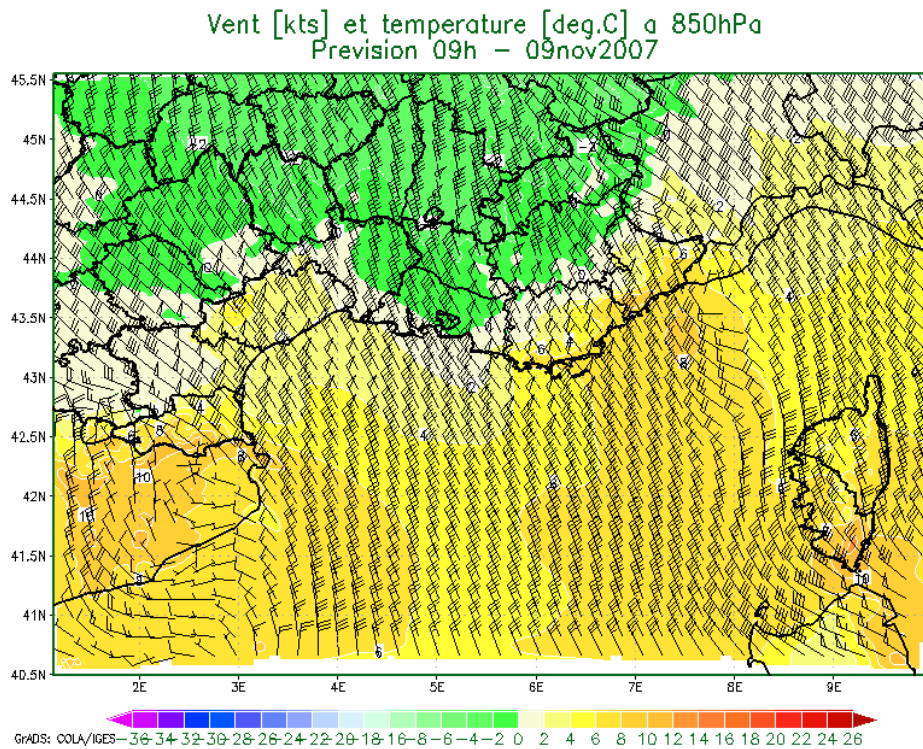 Vent [kts] et temperature [deg.C] a 850hPa
Prevision 09h - 09nov2007
45.5N
45N
44.5N
44N
43.5N
43N
42.5N
42N
41.5N
41N
40.5N
2E 3E 4E 5E 6E 7E 8E 9E
GrADS: COLA/IGES
-36 -34 -32 -30 -28 -26 -24 -22 -20 -18 -16 -14 -12 -10 -8 -6 -4 -2 0 2 4 6 8 10 12 14 16 18 20 22 24 26